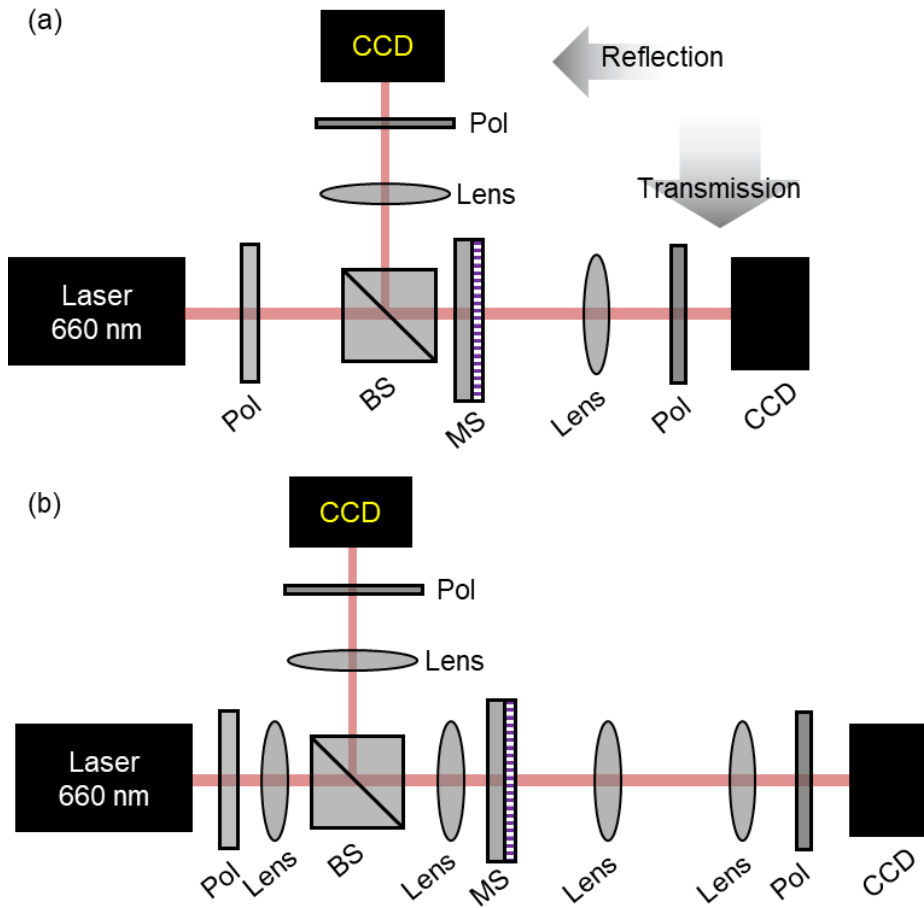 (a)
CCD
Reflection
Pol
Transmission
Lens
Laser
660 nm
Pol
BS
MS
Lens
Pol
CCD
(b)
CCD
Pol
Lens
Laser
660 nm
Pol
Lens
BS
Lens
MS
Lens
Lens
Pol
CCD